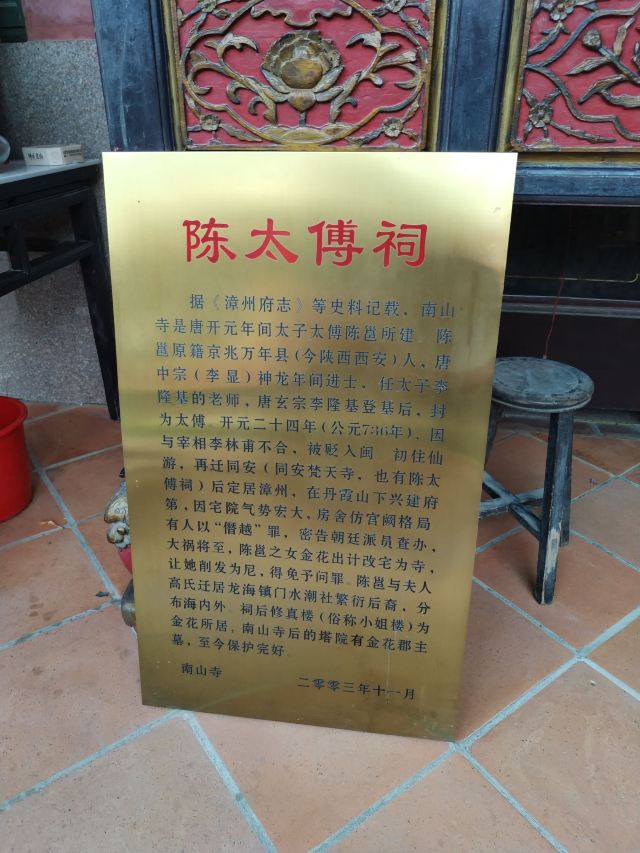 陈太傅祠
据《漳州府志》等史料记载，南山
寺是唐开元年间太子太傅陈邕所建 陈
邕原籍京兆万年县（今陕西西安）人，唐
中宗（李显）神龙年间进士，任太子李
隆基的老师，唐玄宗李隆基登基后，封
为太傅。开元二十四年（公元736年），因
与宰相李林甫不合，被贬入闽 初住仙
游，再迁同安（同安梵天寺，也有陈太
傅祠）后定居漳州，在丹霞山下兴建府
第，因宅院气势宏大，房舍仿宫阙格局
有人以“僭越”罪，密告朝廷派员查办，
大祸将至，陈邕之女金花出计改宅为寺，
让她削发为尼，得免予问罪。陈邕与夫人
高氏迁居龙海镇门水潮社繁衍后裔，分
布海内外。祠后修真楼（俗称小姐楼）为
金花所居，南山寺后的塔院有金花郡主
墓，至今保护完好。
南山寺
二零零三年十一月